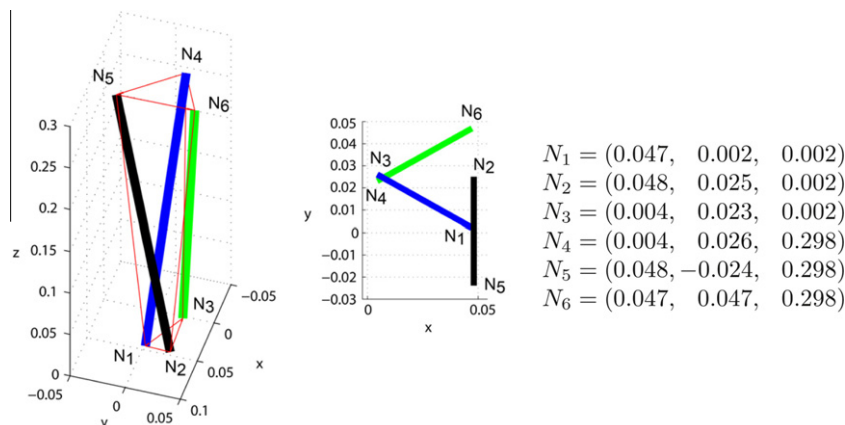 N4
N5
N6
0.3
0.25
0.2
0.15
z
0.1
0.05
0
-0.05
0
y
0.05
0.1
0.05
x
0
-0.05
N1
N2
N3
N6
0.05
0.04
N3
N2
0.03
0.02
N4
0.01
y
0
N1
-0.01
-0.02
N5
-0.03
0
0.05
x
N1 = (0.047, 0.002, 0.002)
N2 = (0.048, 0.025, 0.002)
N3 = (0.004, 0.023, 0.002)
N4 = (0.004, 0.026, 0.298)
N5 = (0.048, −0.024, 0.298)
N6 = (0.047, 0.047, 0.298)